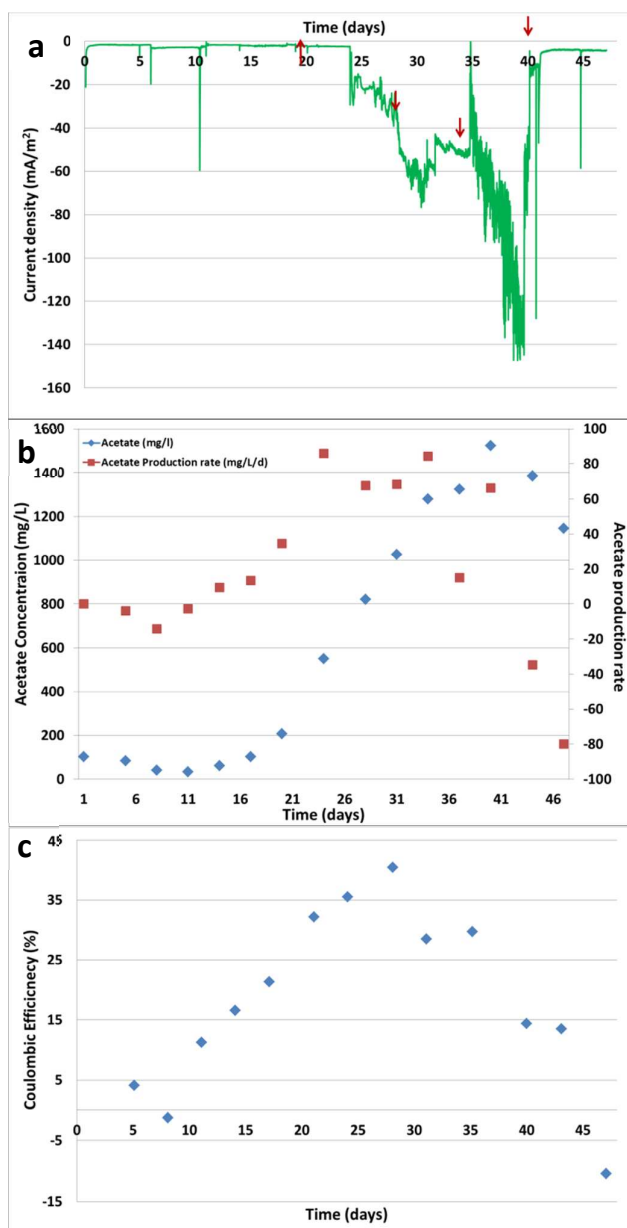 a
Time (days)
0
-20
-40
-60
-80
-100
-120
-140
-160
0 5 10 15 20 25 30 35 40 45
Current density (mA/m²)
b
Acetate (mg/l)
Acetate Production rate (mg/L/d)
1600
1400
1200
1000
800
600
400
200
0
100
80
60
40
20
0
-20
-40
-60
-80
-100
1 6 11 16 21 26 31 36 41 46
Time (days)
Acetate Concentraion (mg/L)
Acetate production rate
c
35
25
15
5
-5
-15
0 5 10 15 20 25 30 35 40 45
Time (days)
Coulombic Efficicnecy (%)